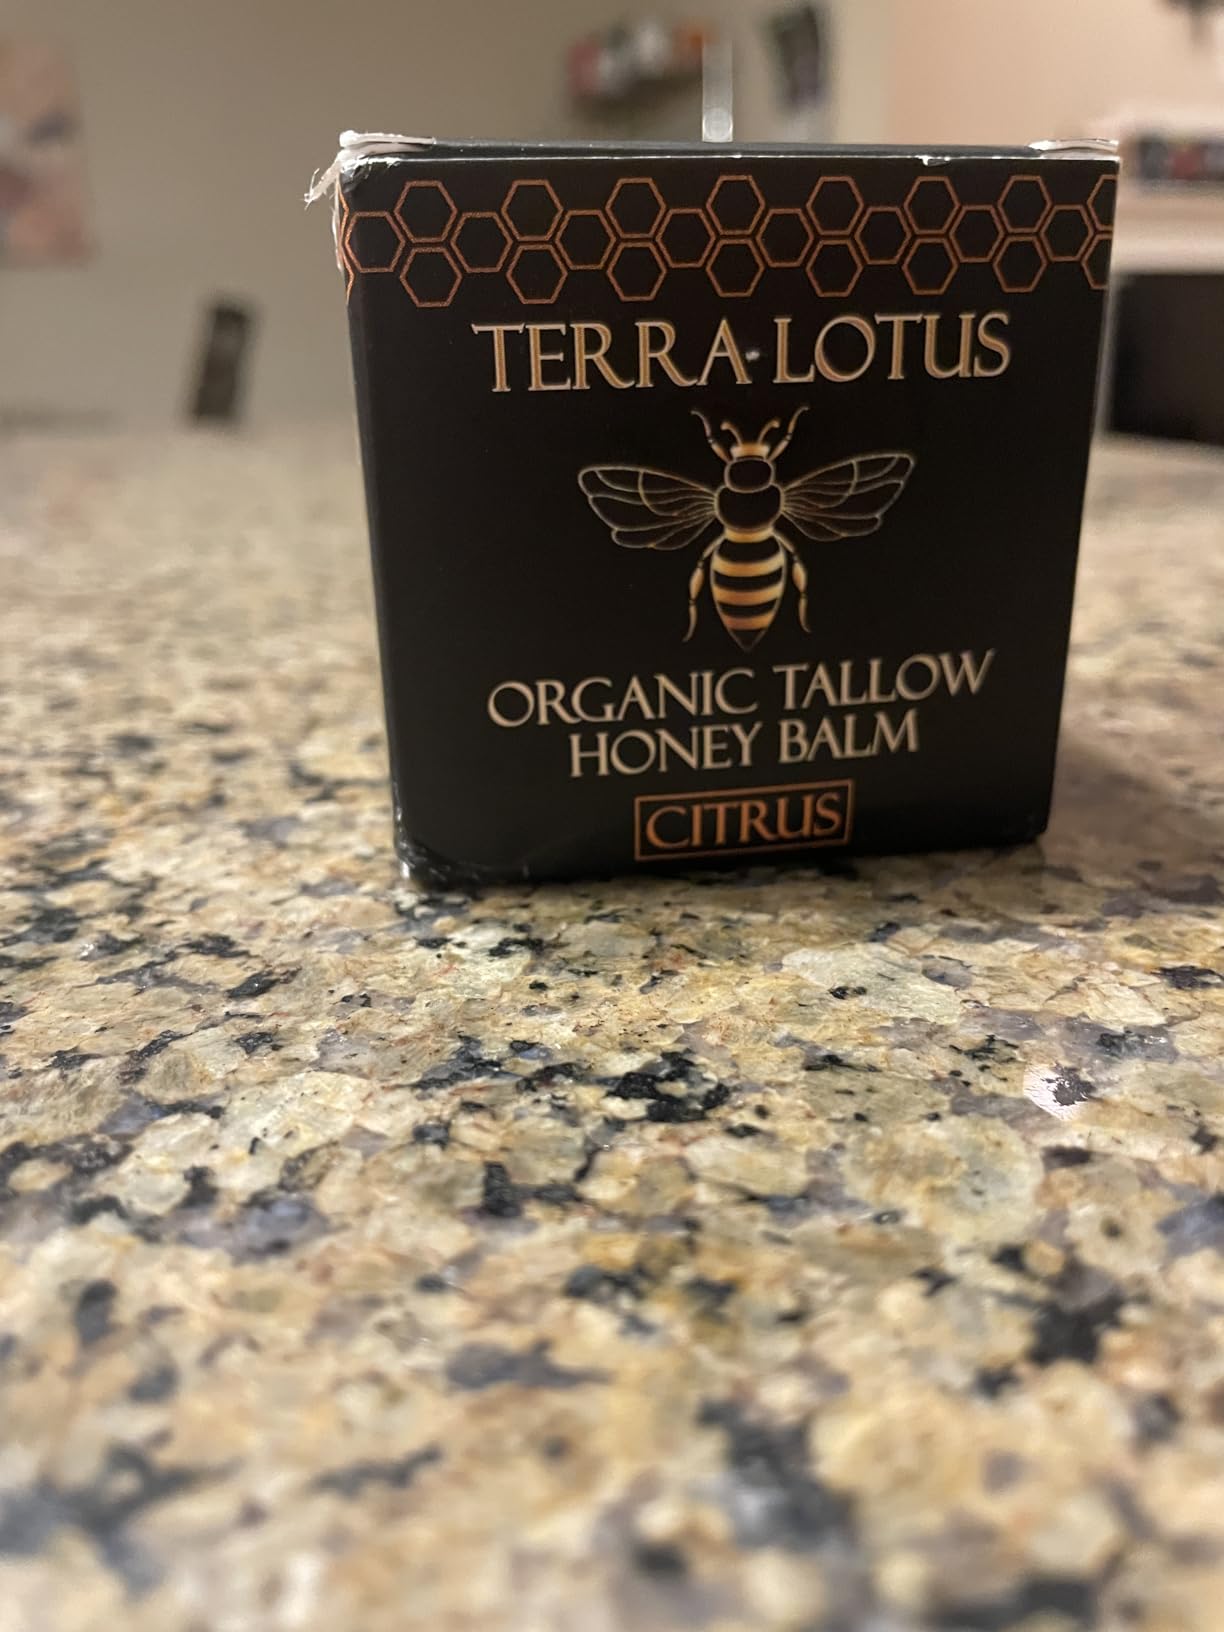 TERRA·LOTUS
ORGANIC TALLOW
HONEY BALM
CITRUS